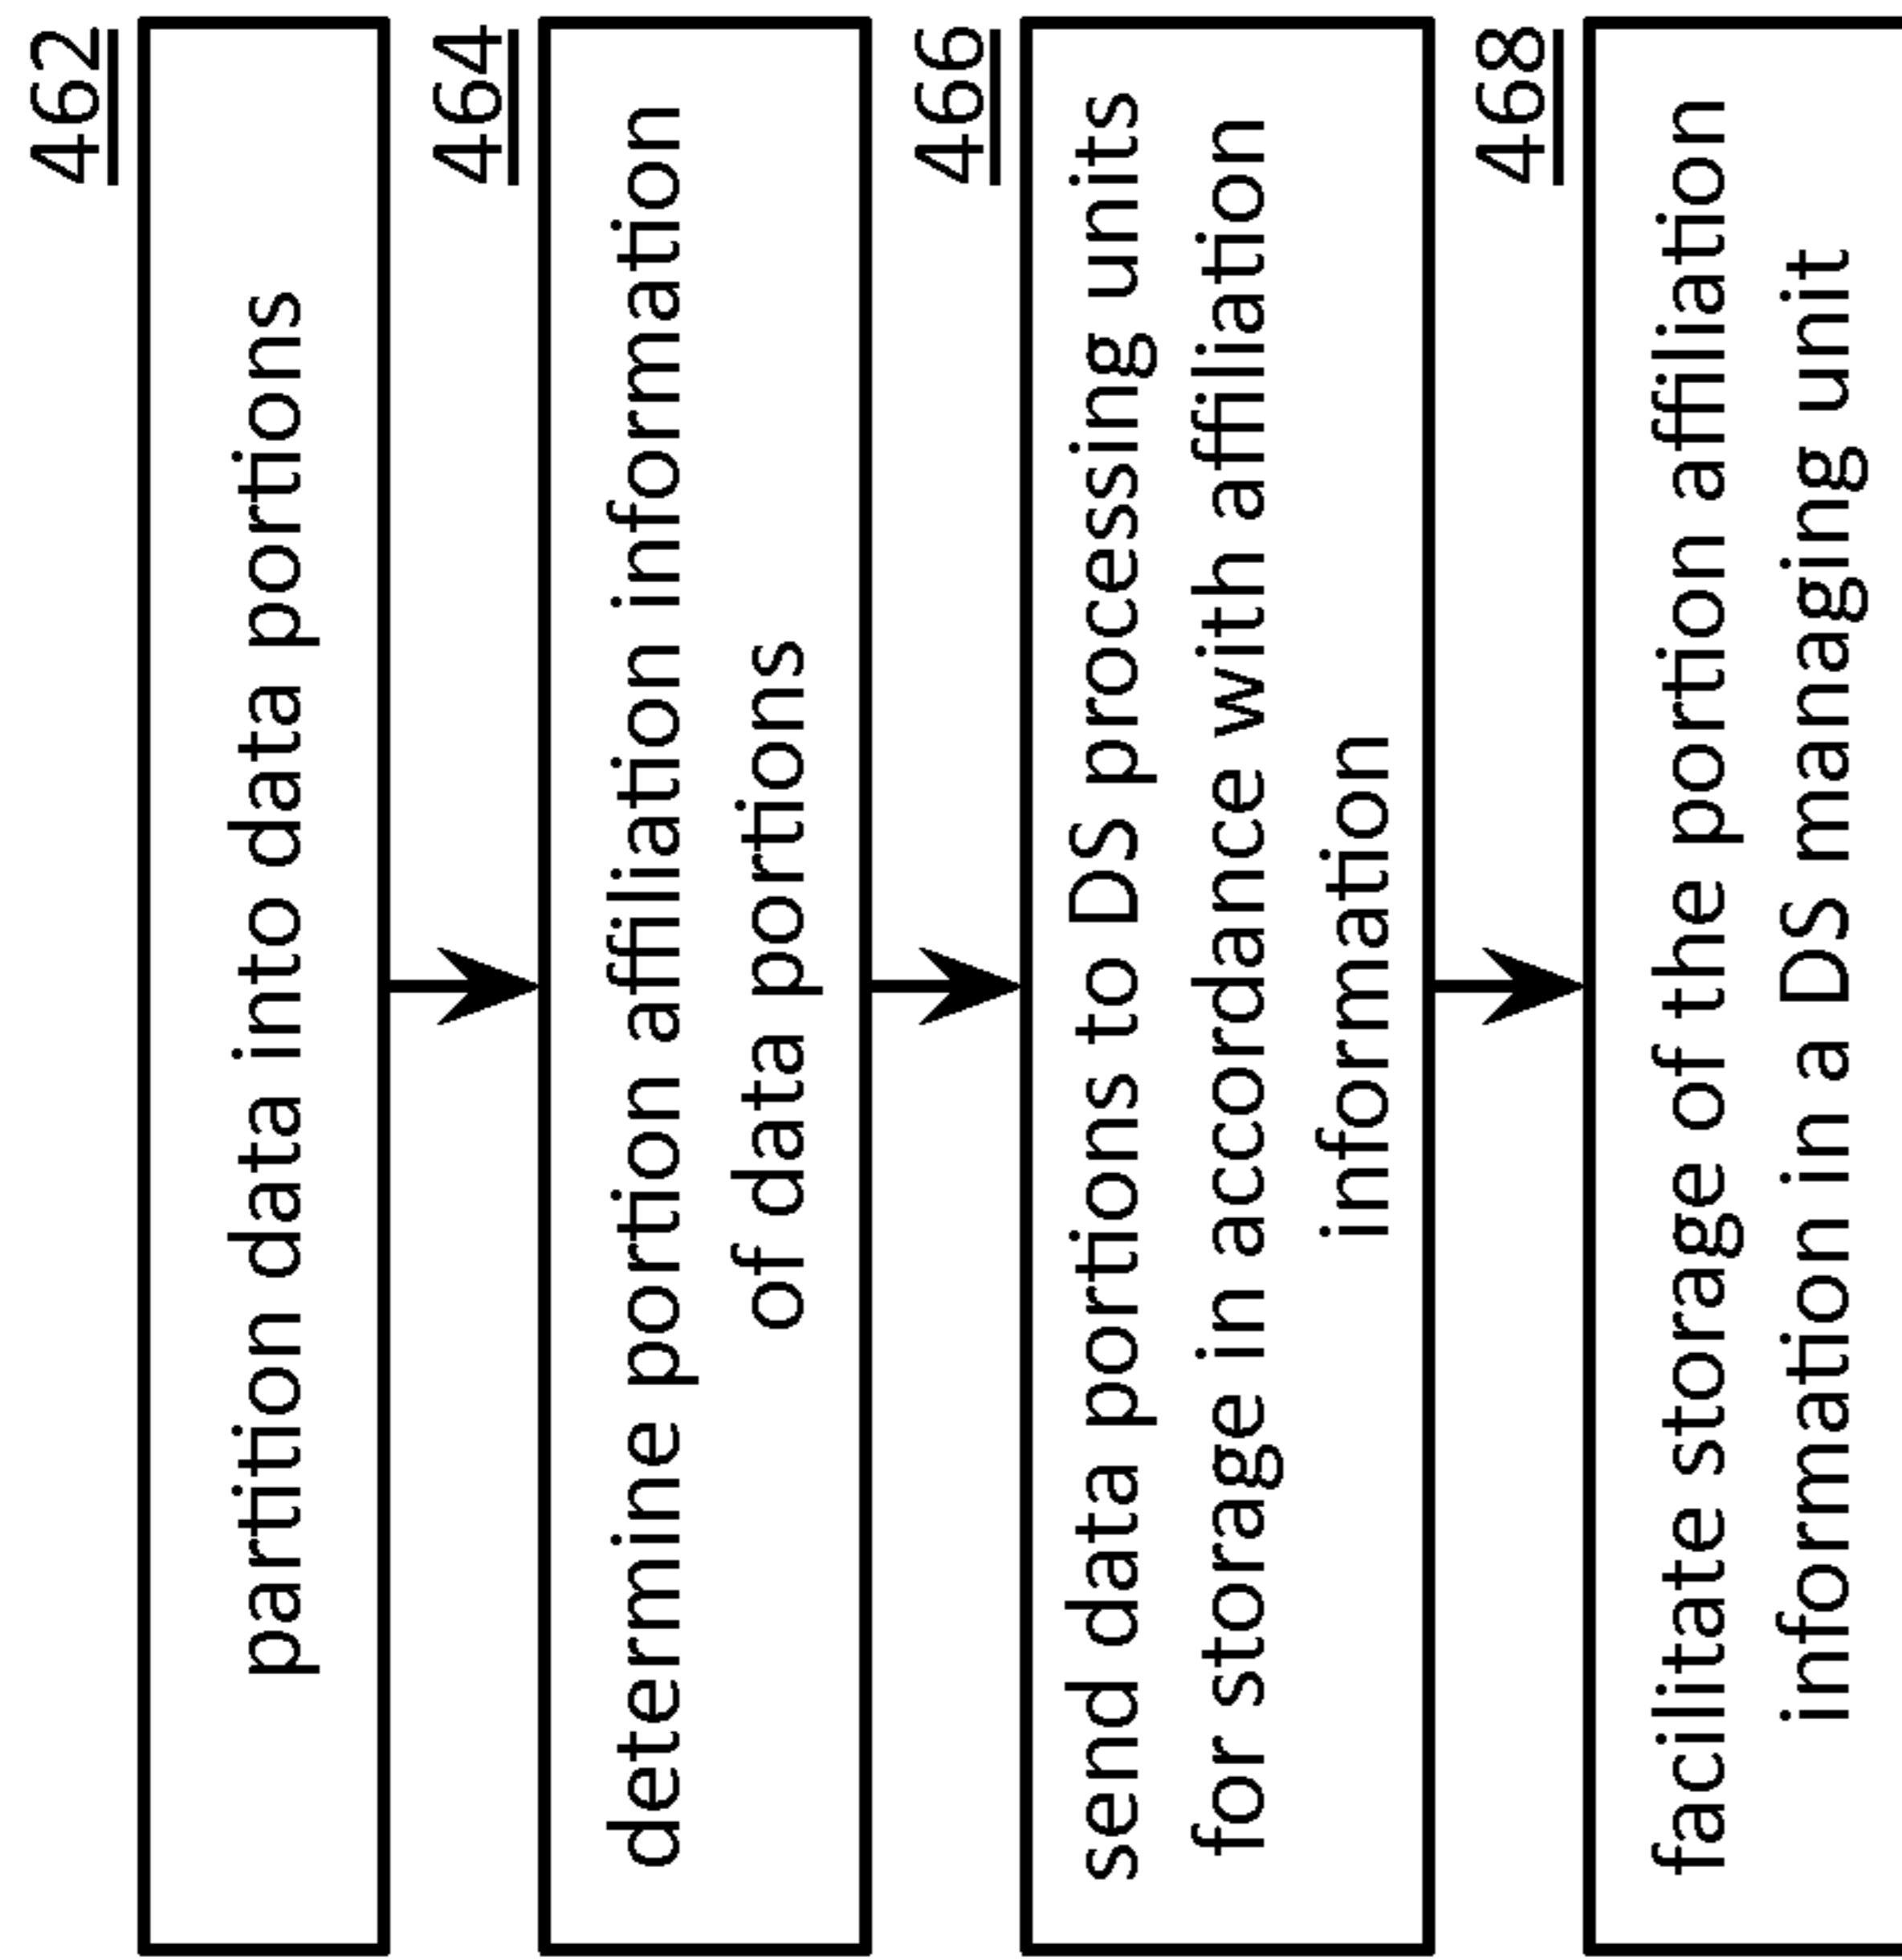 462
partition data into data portions
464
determine portion affiliation information
of data portions
466
send data portions to DS processing units
for storage in accordance with affiliation
information
468
facilitate storage of the portion affiliation
information in a DS managing unit